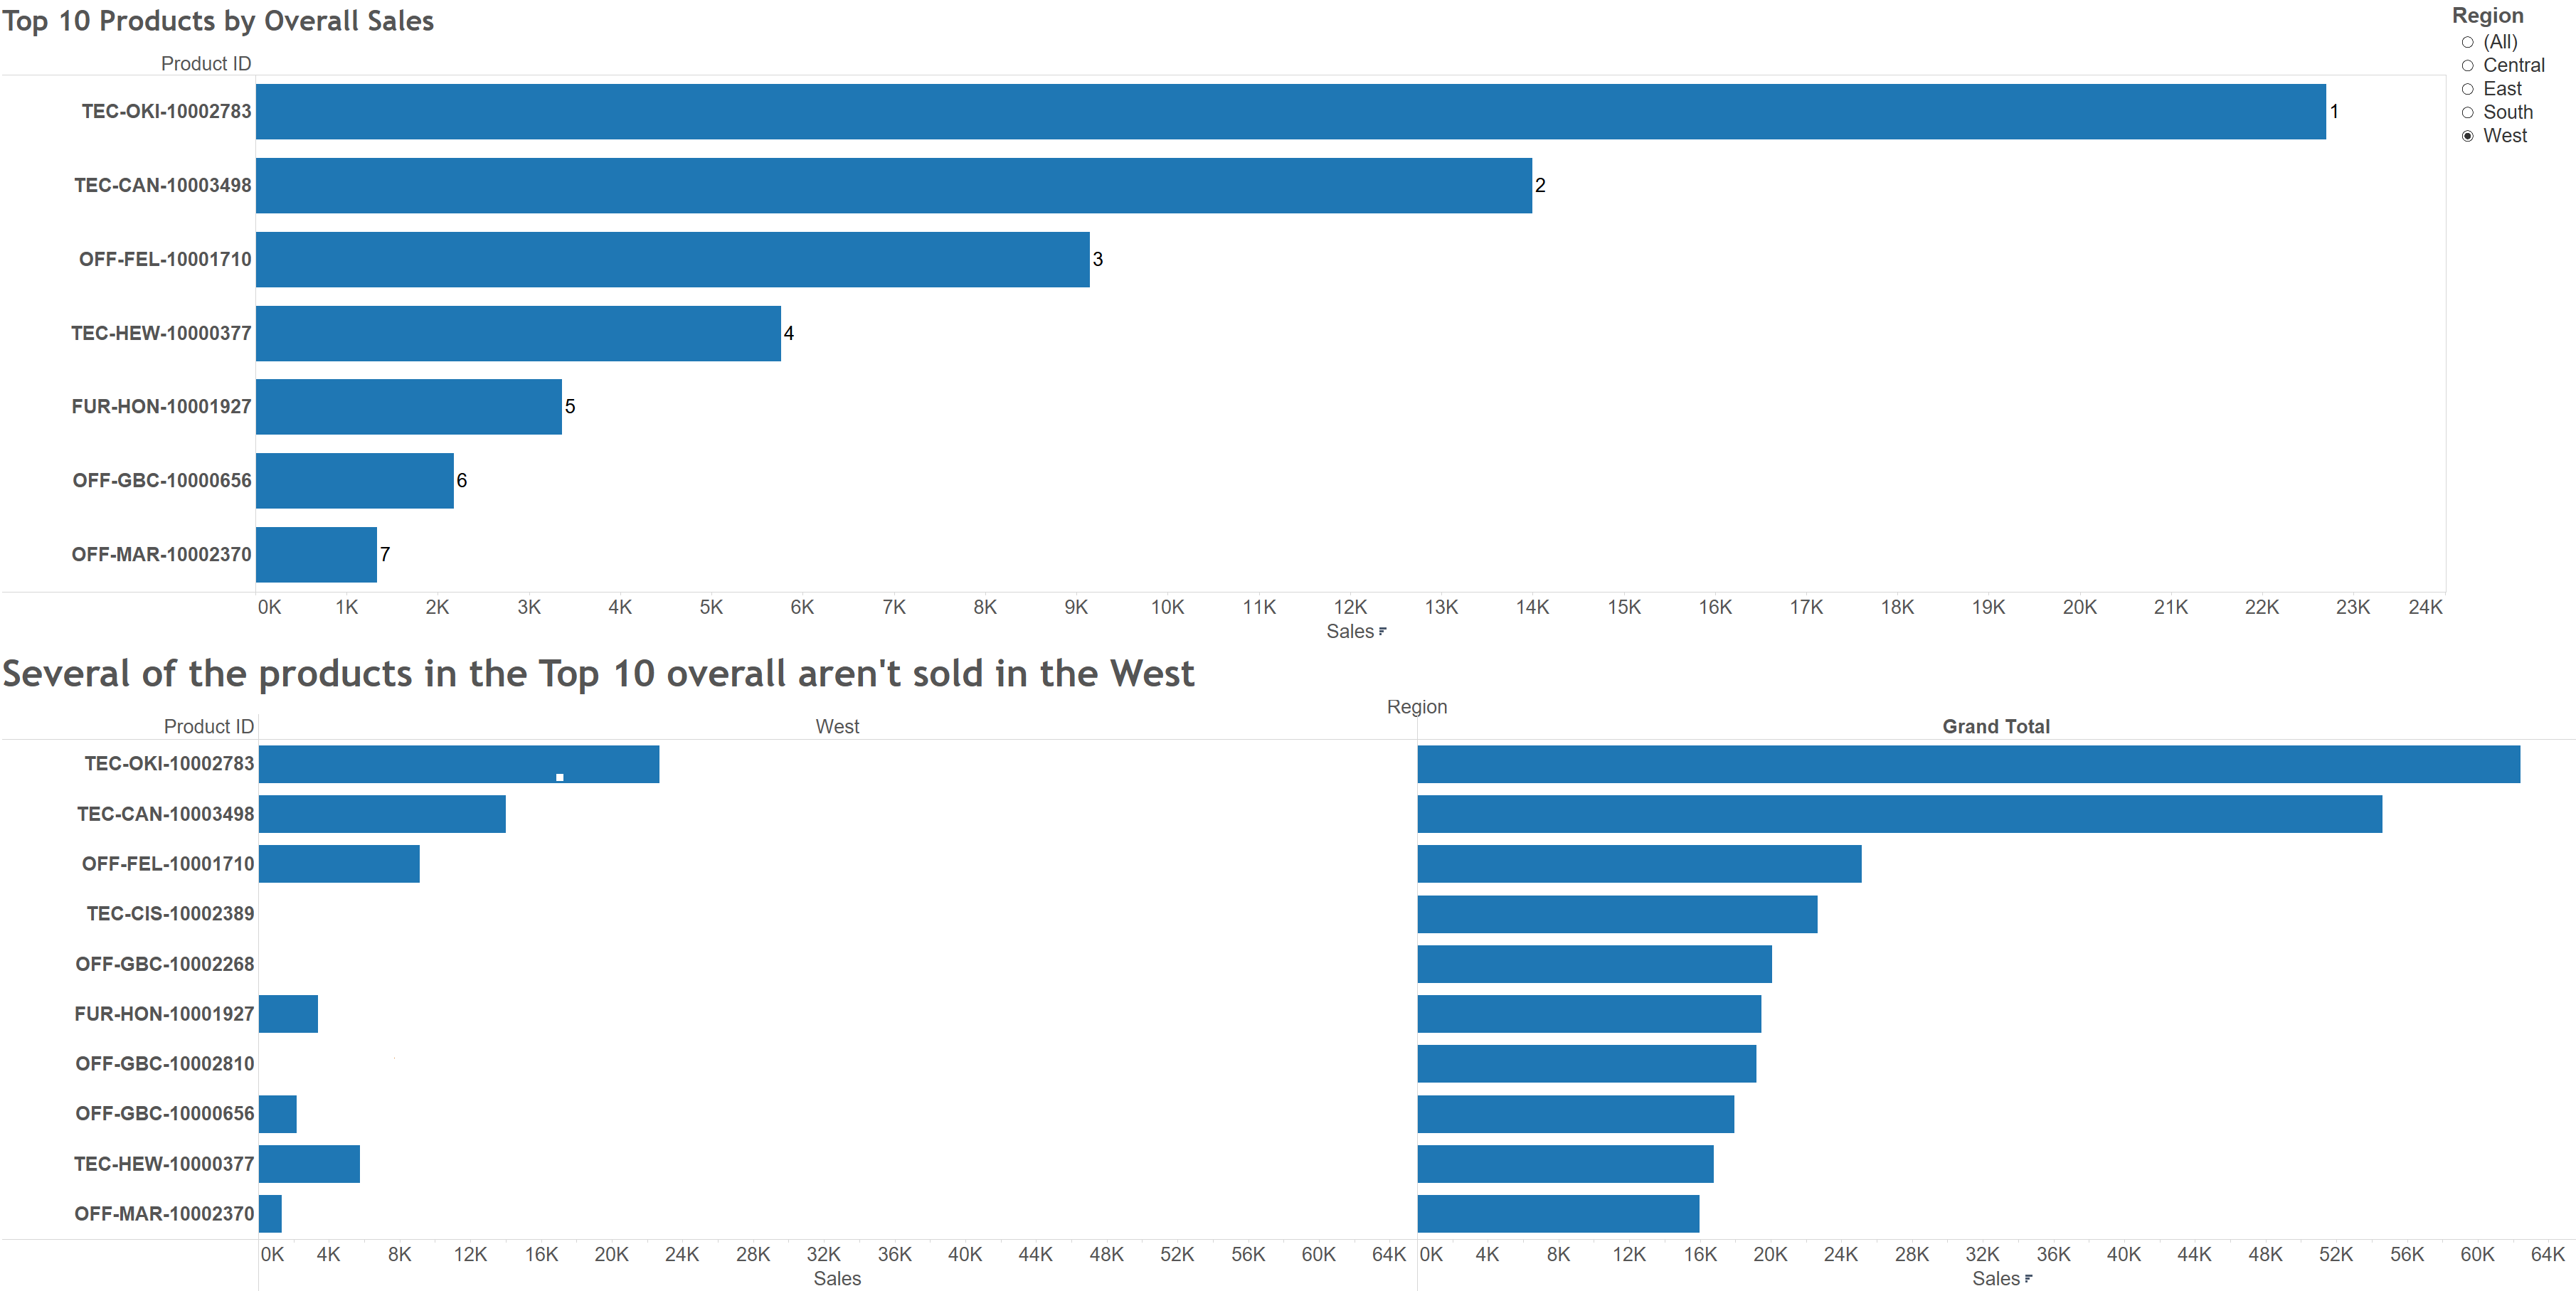 Top 10 Products by Overall Sales
Product ID
TEC-OKI-10002783 1
TEC-CAN-10003498 2
OFF-FEL-10001710 3
TEC-HEW-10000377 4
FUR-HON-10001927 5
OFF-GBC-10000656 6
OFF-MAR-10002370 7
0K 1K 2K 3K 4K 5K 6K 7K 8K 9K 10K 11K 12K 13K 14K 15K 16K 17K 18K 19K 20K 21K 22K 23K 24K
Sales
Region
(All)
Central
East
South
West
Several of the products in the Top 10 overall aren't sold in the West
Region
Product ID West Grand Total
TEC-OKI-10002783
TEC-CAN-10003498
OFF-FEL-10001710
TEC-CIS-10002389
OFF-GBC-10002268
FUR-HON-10001927
OFF-GBC-10002810
OFF-GBC-10000656
TEC-HEW-10000377
OFF-MAR-10002370
0K 4K 8K 12K 16K 20K 24K 28K 32K 36K 40K 44K 48K 52K 56K 60K 64K 0K 4K 8K 12K 16K 20K 24K 28K 32K 36K 40K 44K 48K 52K 56K 60K 64K
Sales Sales